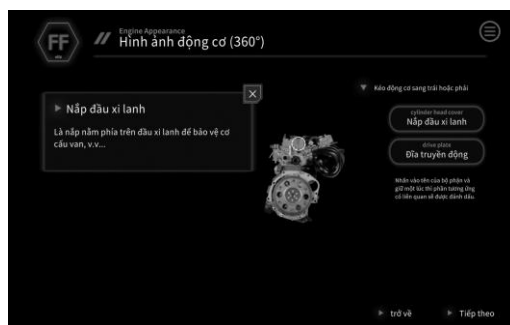 FF
Engine Appearance
Hình ảnh động cơ (360°)
Nắp đầu xi lanh
Là nắp nằm phía trên đầu xi lanh để bảo vệ cơ
cấu van, v.v...
Kéo động cơ sang trái hoặc phải
cylinder head cover
Nắp đầu xi lanh
drive plate
Đĩa truyền động
Nhấn vào tên của bộ phận và
giữ một lúc thì phần tương ứng
có liên quan sẽ được đánh dấu.
trở về
Tiếp theo